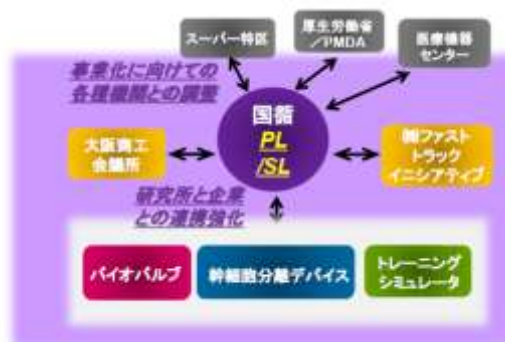 スーパー特区
厚生労働省
／PMDA
医療機器
センター
事業化に向けての
各種機関との調整
国循
PL
/SL
大阪商工
会議所
㈱ファスト
トラック
イニシアティブ
研究所と企業
との連携強化
バイオバルブ
幹細胞分離デバイス
トレーニング
シミュレータ